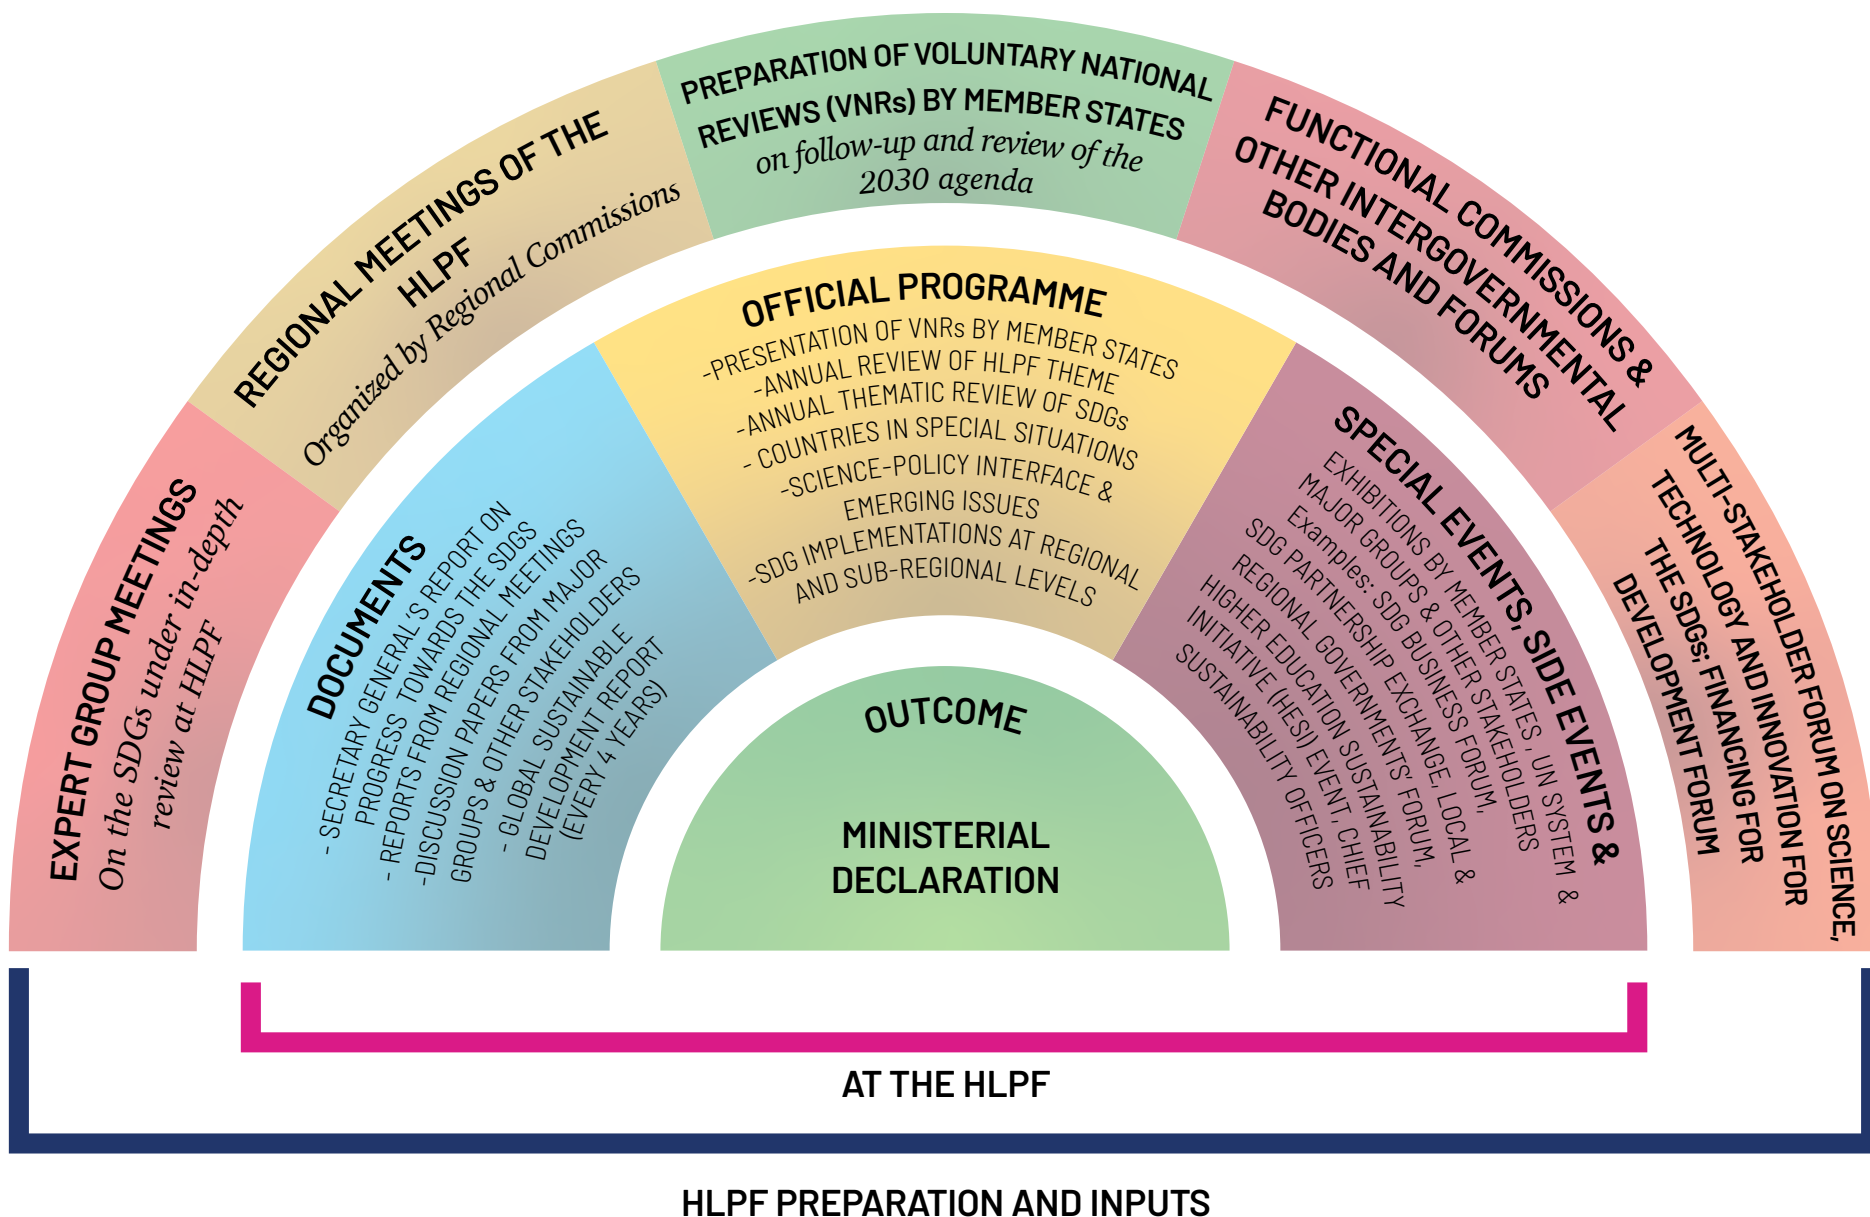 EXPERT GROUP MEETINGS
On the SDGs under in-depth
review at HLPF
REGIONAL MEETINGS OF THE
HLPF
Organized by Regional Commissions
PREPARATION OF VOLUNTARY NATIONAL
REVIEWS (VNRs) BY MEMBER STATES
on follow-up and review of the
2030 agenda
FUNCTIONAL COMMISSIONS &
OTHER INTERGOVERNMENTAL
BODIES AND FORUMS
MULTI-STAKEHOLDER FORUM ON SCIENCE,
TECHNOLOGY AND INNOVATION FOR
THE SDGs; FINANCING FOR
DEVELOPMENT FORUM
DOCUMENTS
- SECRETARY GENERAL'S REPORT ON
PROGRESS TOWARDS THE SDGS
- REPORTS FROM REGIONAL MEETINGS
-DISCUSSION PAPERS FROM MAJOR
GROUPS & OTHER STAKEHOLDERS
- GLOBAL SUSTAINABLE
DEVELOPMENT REPORT
(EVERY 4 YEARS)
OFFICIAL PROGRAMME
-PRESENTATION OF VNRs BY MEMBER STATES
-ANNUAL REVIEW OF HLPF THEME
-ANNUAL THEMATIC REVIEW OF SDGs
- COUNTRIES IN SPECIAL SITUATIONS
-SCIENCE-POLICY INTERFACE &
EMERGING ISSUES
-SDG IMPLEMENTATIONS AT REGIONAL
AND SUB-REGIONAL LEVELS
SPECIAL EVENTS, SIDE EVENTS &
EXHIBITIONS BY MEMBER STATES, UN SYSTEM &
MAJOR GROUPS & OTHER STAKEHOLDERS
Examples: SDG BUSINESS FORUM,
SDG PARTNERSHIP EXCHANGE, LOCAL &
REGIONAL GOVERNMENTS' FORUM,
HIGHER EDUCATION SUSTAINABILITY
INITIATIVE (HESI) EVENT, CHIEF
SUSTAINABILITY OFFICERS
OUTCOME
MINISTERIAL
DECLARATION
AT THE HLPF
HLPF PREPARATION AND INPUTS